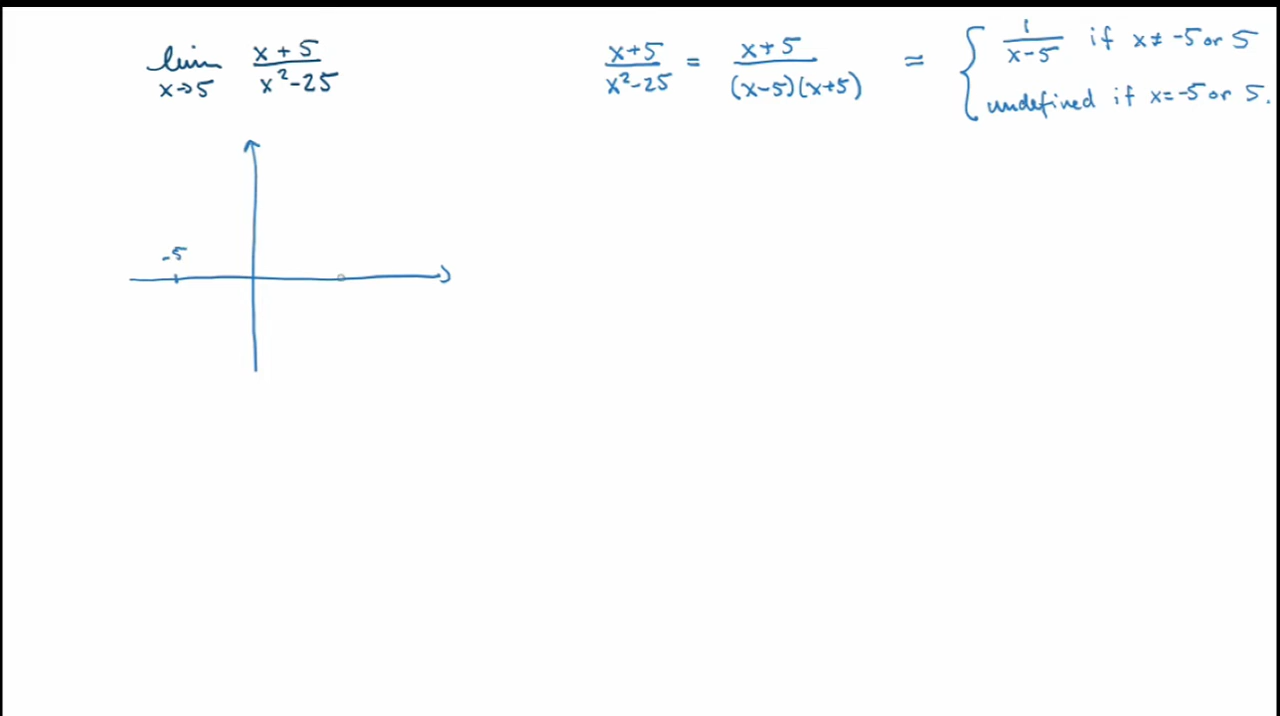 lim x→5 (x + 5)/(x² - 25)
(x+5)/(x² - 25) = (x+5)/((x-5)(x+5)) = { 1/(x-5) if x ≠ -5 or 5
undefined if x = -5 or 5.
-5